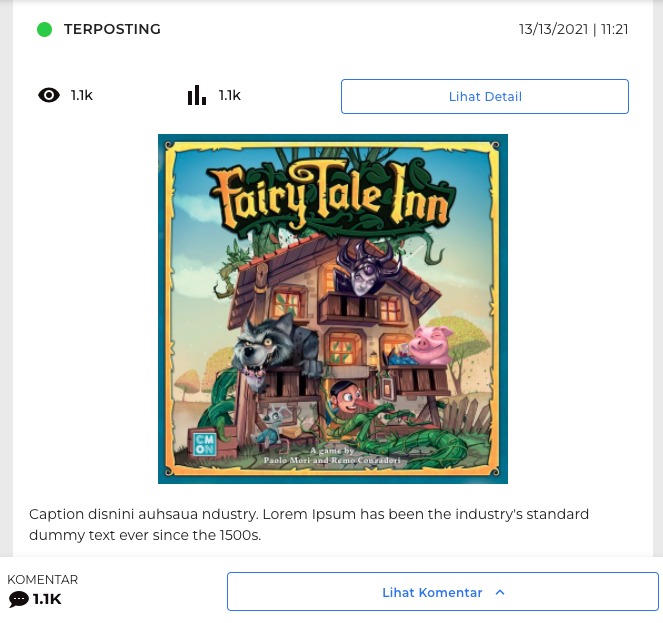 TERPOSTING
13/13/2021 | 11:21
1.1k
1.1k
Lihat Detail
Fairy Tale Inn
CM
ON
A game by
Paolo Mori and Remo Conzadori
Caption disnini auhsaua ndustry. Lorem Ipsum has been the industry's standard
dummy text ever since the 1500s.
KOMENTAR
1.1K
Lihat Komentar